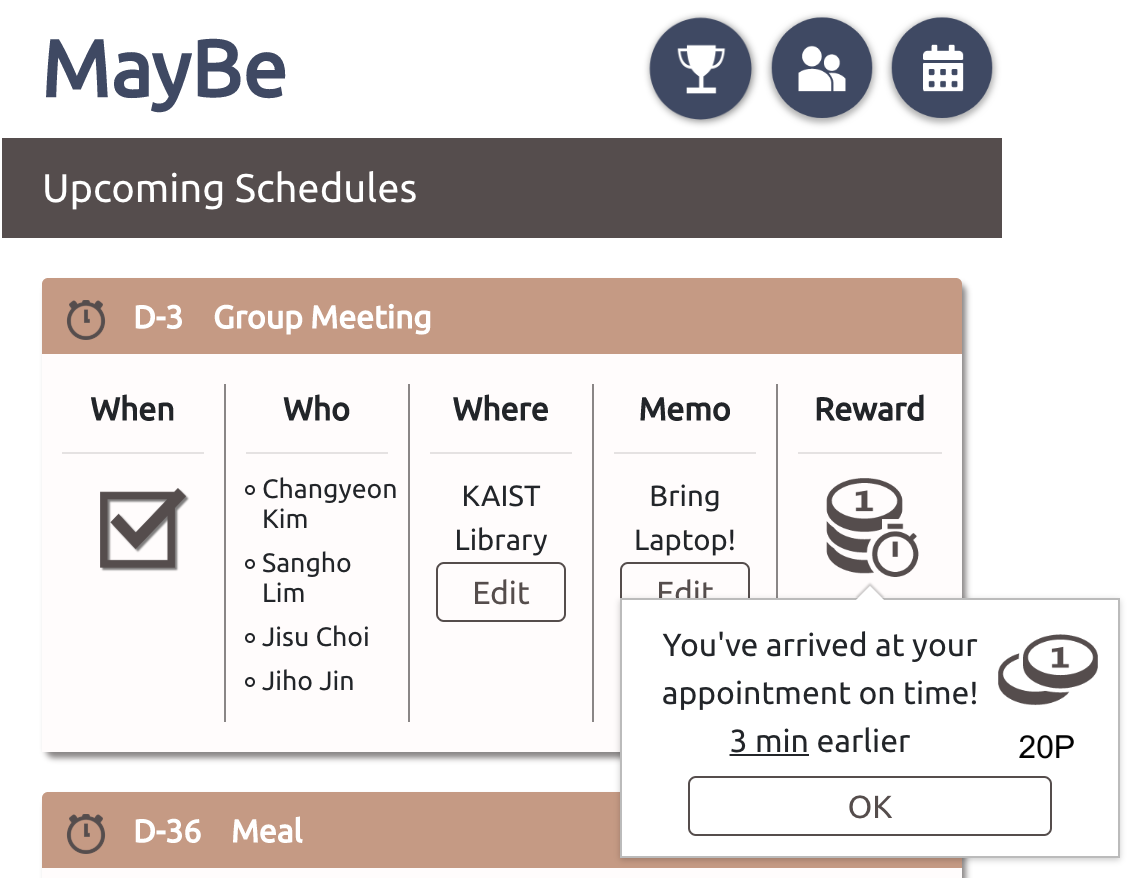 MayBe
Upcoming Schedules
D-3 Group Meeting
When
Who
Where
Memo
Reward
Changyeon
Kim
Sangho
Lim
Jisu Choi
Jiho Jin
KAIST
Library
Edit
Bring
Laptop!
Edit
1
You've arrived at your
appointment on time!
3 min earlier
1
20P
OK
D-36 Meal